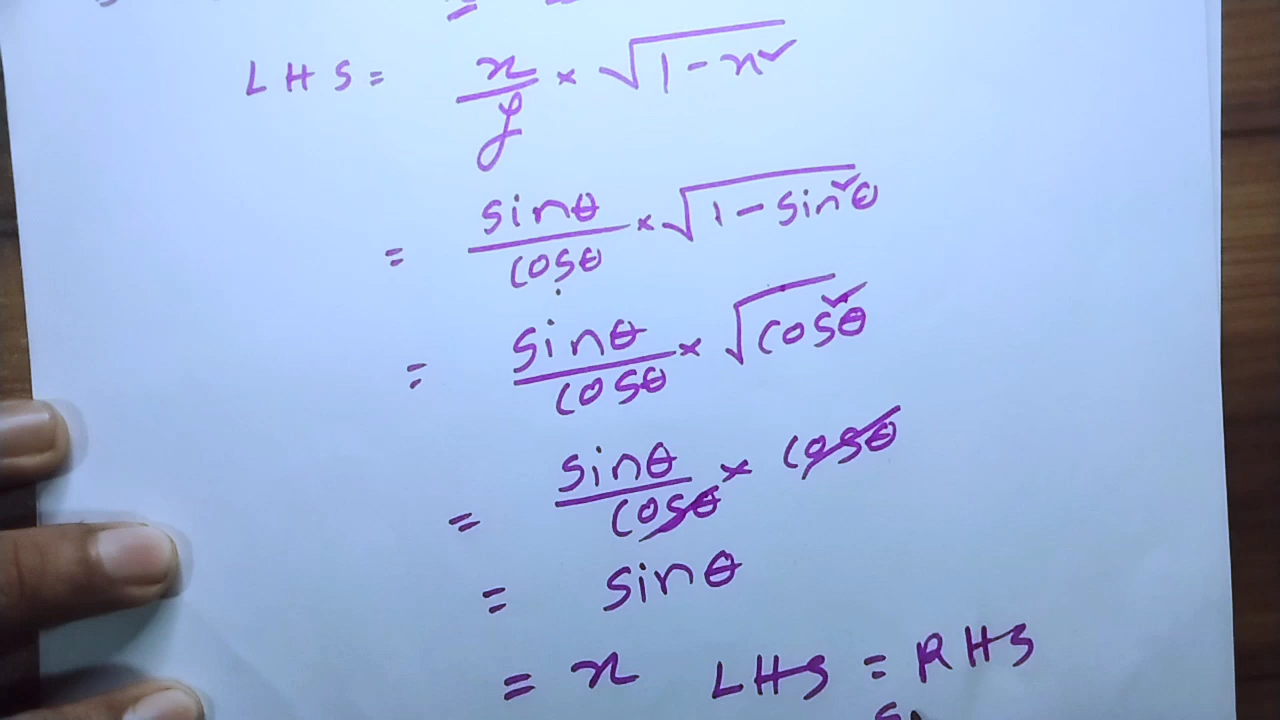 LHS = x/y × √1-x²
= sinθ/cosθ × √1-sin²θ
= sinθ/cosθ × √cos²θ
= sinθ/cosθ × cosθ
= sinθ
= x LHS = RHS